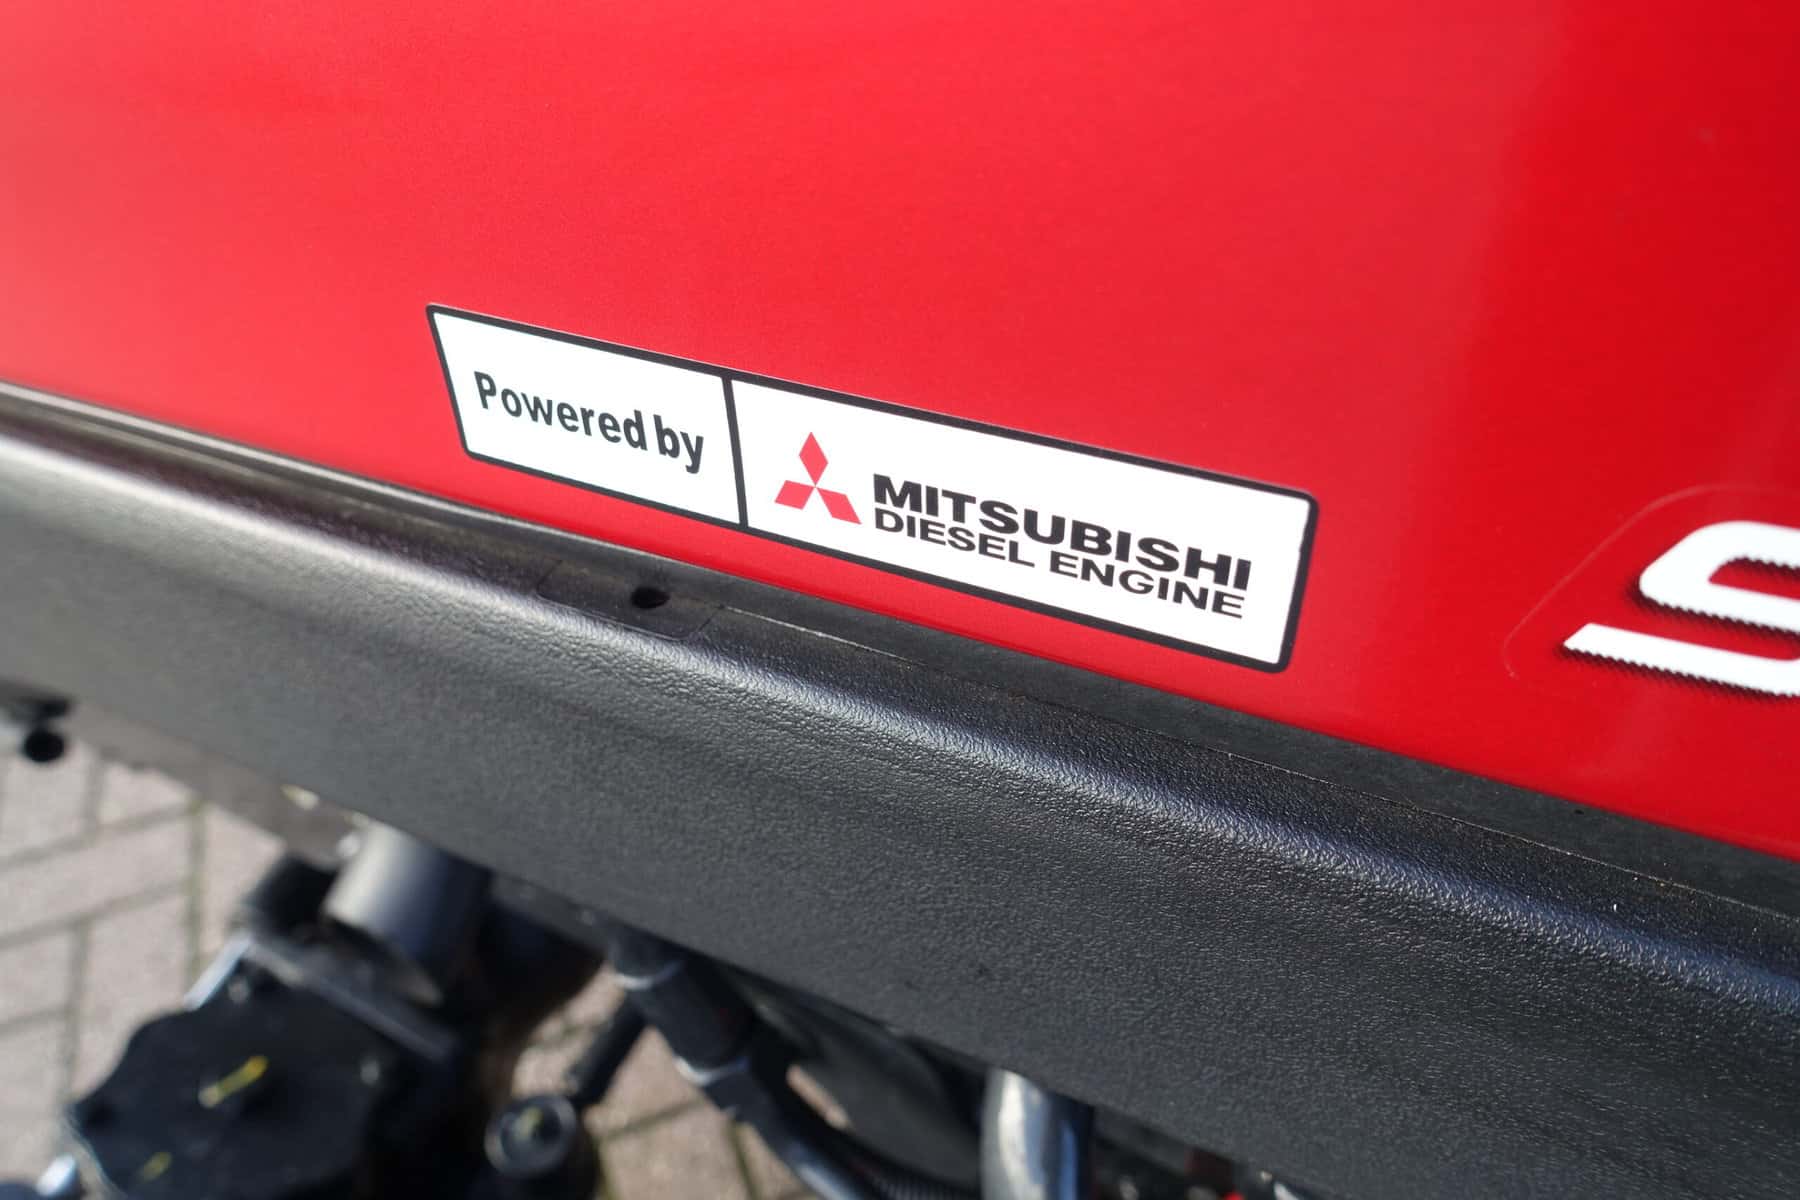 Powered by
MITSUBISHI
DIESEL ENGINE
S